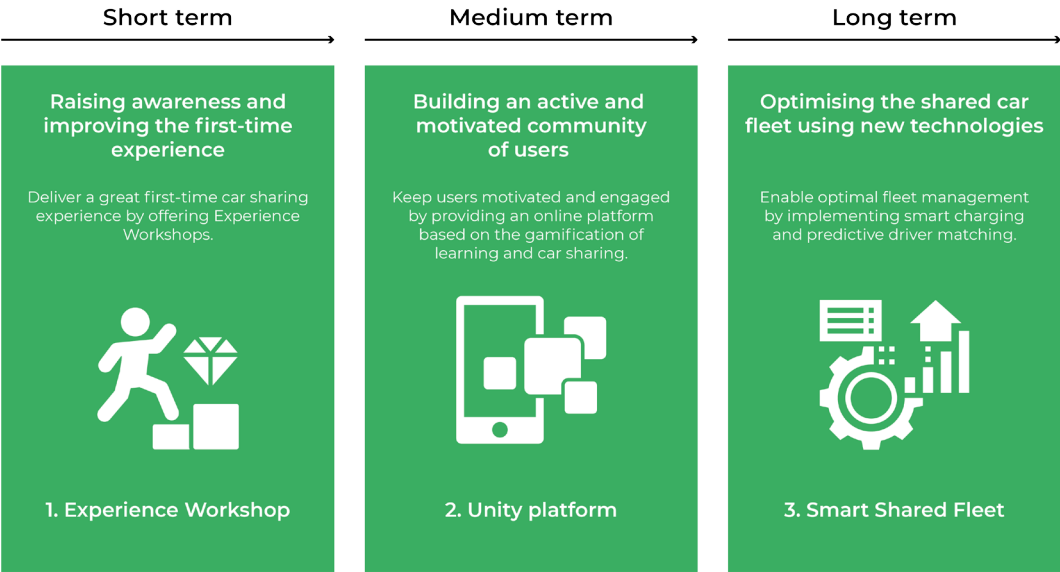 Short term
Medium term
Long term
Raising awareness and
improving the first-time
experience
Deliver a great first-time car sharing
experience by offering Experience
Workshops.
1. Experience Workshop
Building an active and
motivated community
of users
Keep users motivated and engaged
by providing an online platform
based on the gamification of
learning and car sharing.
2. Unity platform
Optimising the shared car
fleet using new technologies
Enable optimal fleet management
by implementing smart charging
and predictive driver matching.
3. Smart Shared Fleet